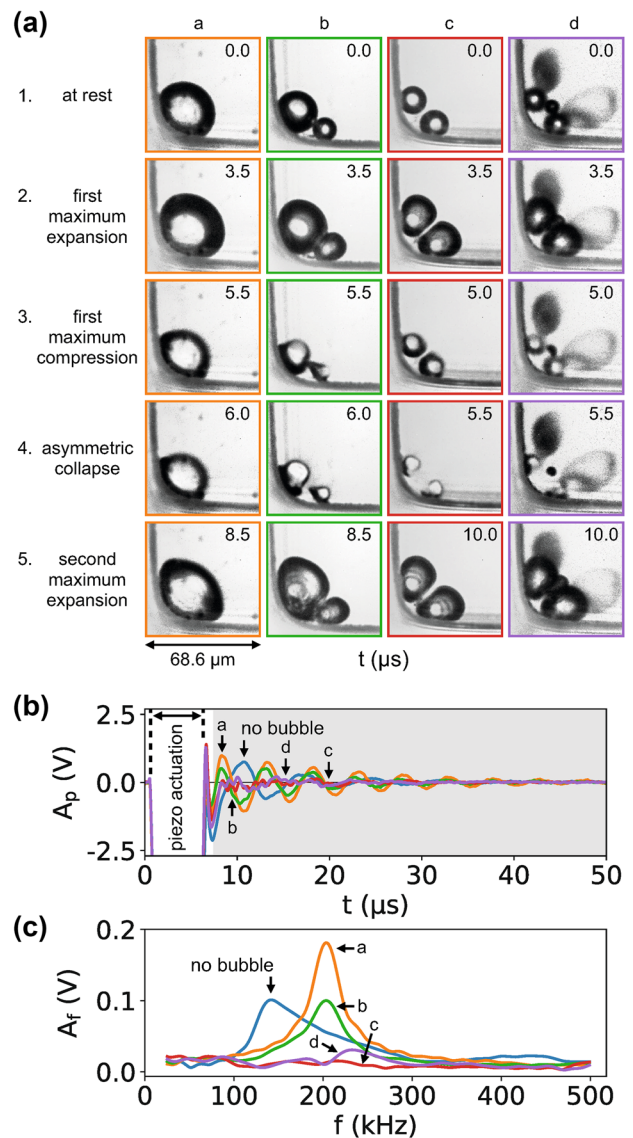 (a)
a b c d
1. at rest
0.0 0.0 0.0 0.0
2. first
maximum
expansion
3.5 3.5 3.5 3.5
3. first
maximum
compression
5.5 5.5 5.0 5.0
4. asymmetric
collapse
6.0 6.0 5.5 5.5
5. second
maximum
expansion
8.5 8.5 10.0 10.0
68.6 µm
t (µs)
(b)
A_p (V)
2.5
0.0
-2.5
piezo actuation
a
no bubble
d
c
b
0 10 20 30 40 50
t (µs)
(c)
A_f (V)
0.2
0.1
0.0
no bubble
a
b
c
d
0 100 200 300 400 500
f (kHz)